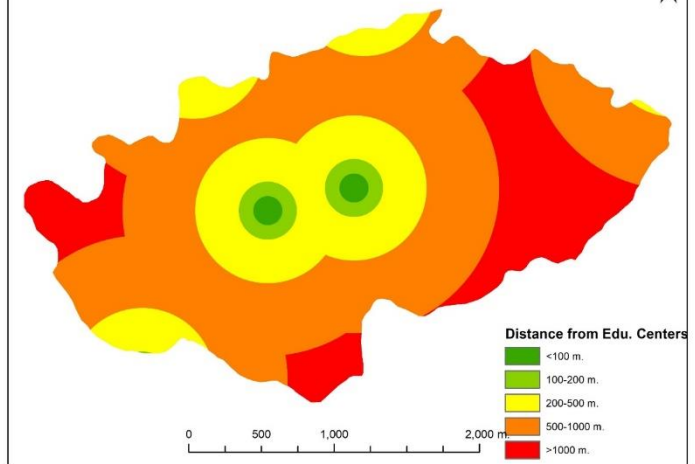 Distance from Edu. Centers
<100 m.
100-200 m.
200-500 m.
500-1000 m.
>1000 m.
0 500 1,000 2,000 m.